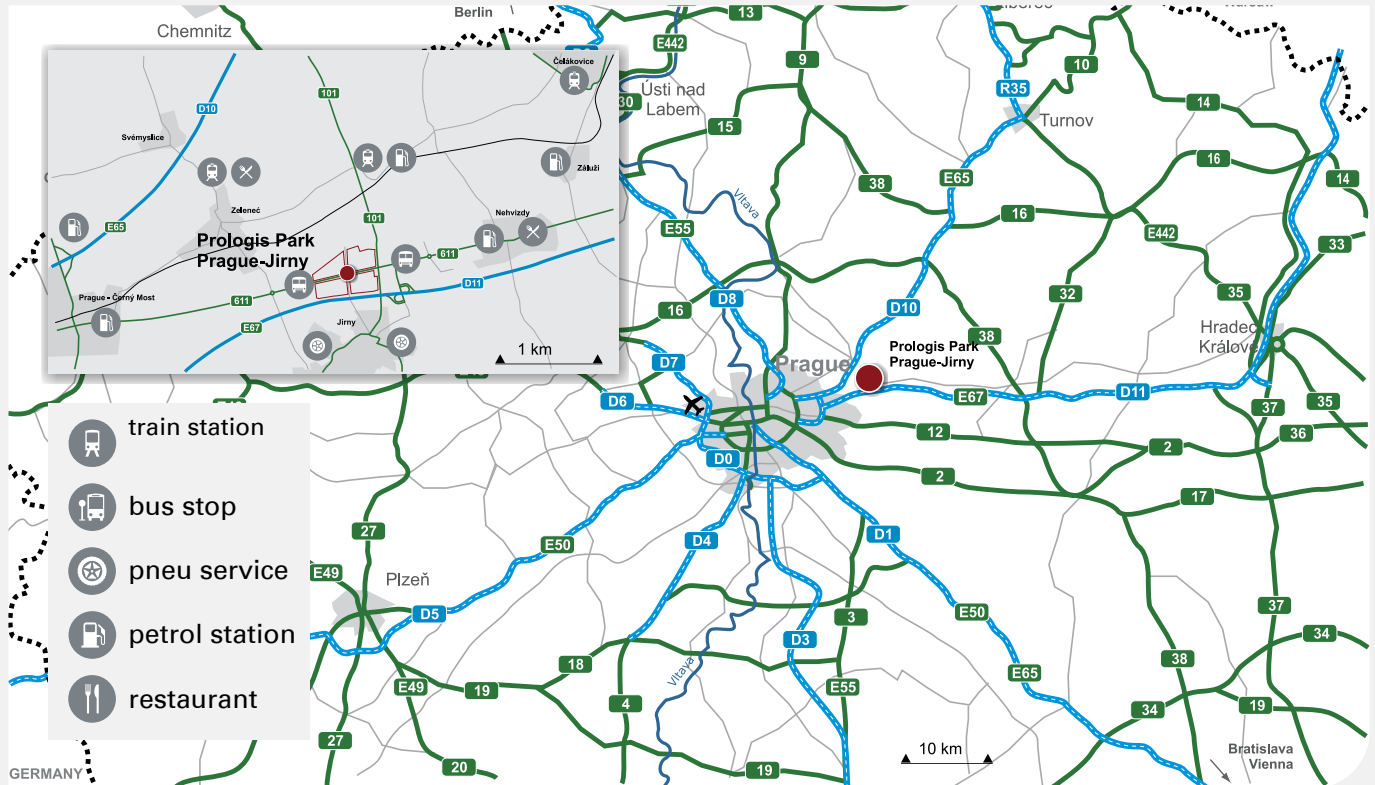 Berlin
Chemnitz
13
E442
9
10
R35
Ústí nad
Labem
30
15
Turnov
14
16
14
38
E65
16
E442
33
Vltava
E55
D8
16
D10
32
35
38
Hradec
Králové
D7
Prague
Prologis Park
Prague-Jirny
D6
E67
D11
37
35
12
2
36
D0
2
17
27
D4
D1
E50
E49
Plzeň
D5
E50
37
3
D3
34
18
Vltava
E65
38
E49
19
4
E55
34
19
27
20
19
10 km
Bratislava
Vienna
GERMANY
Čelákovice
101
D10
Svémyslice
Záluží
Zeleneč
101
Nehvizdy
E65
Prologis Park
Prague-Jirny
611
D11
Prague - Černý Most
611
E67
Jirny
1 km
train station
bus stop
pneu service
petrol station
restaurant